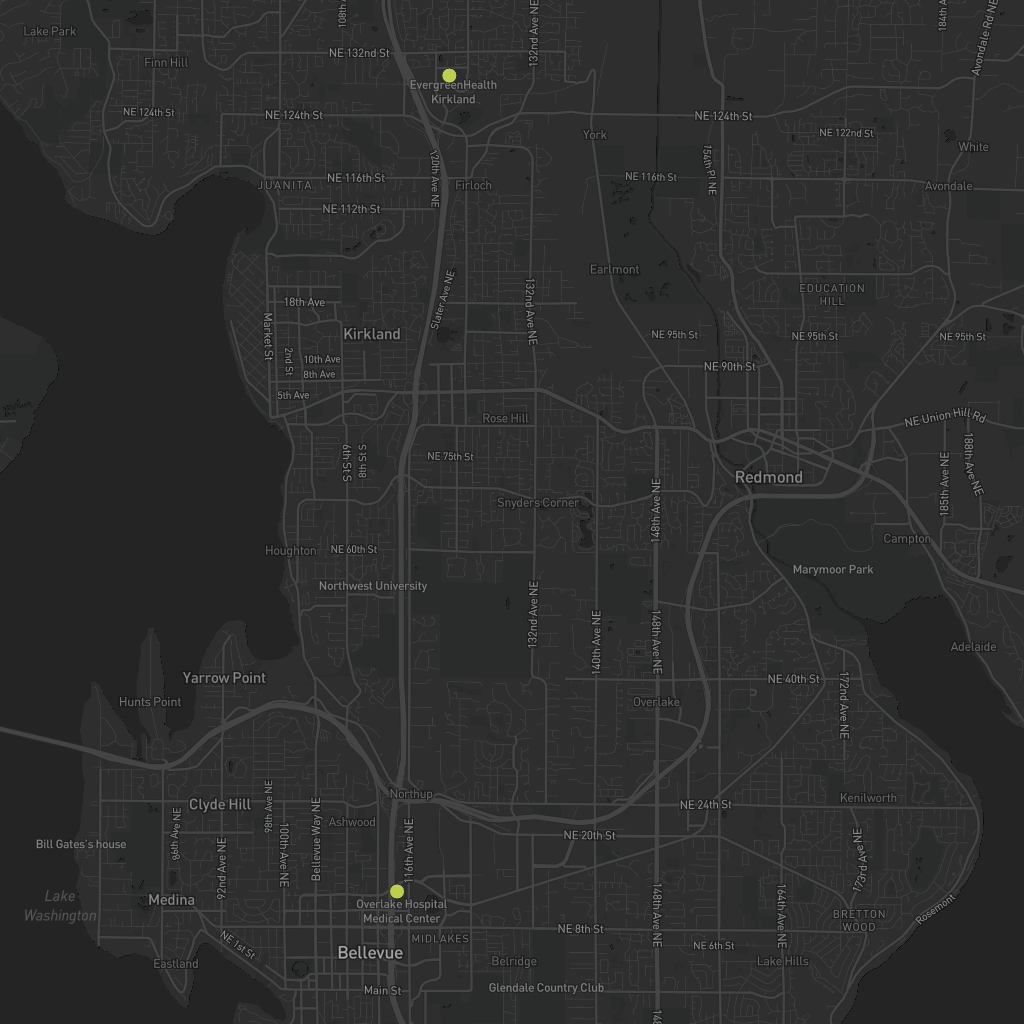 108th A
132nd Ave NE
184th A
Avondale Rd NE
Lake Park
NE 132nd St
Finn Hill
EvergreenHealth
Kirkland
NE 124th St
NE 124th St
NE 124th St
York
NE 122nd St
White
120th Ave NE
154th Pl NE
JUANITA
NE 116th St
Firloch
NE 116th St
Avondale
NE 112th St
Earlmont
EDUCATION
HILL
18th Ave
Slater Ave NE
132nd Ave NE
Market St
Kirkland
NE 95th St
NE 95th St
NE 95th St
2nd St
10th Ave
8th Ave
NE 90th St
5th Ave
Rose Hill
NE Union Hill Rd
6th St S
8th St S
NE 75th St
Redmond
185th Ave NE
188th Ave NE
148th Ave NE
Snyders Corner
Houghton
NE 60th St
Campton
Marymoor Park
Northwest University
132nd Ave NE
140th Ave NE
148th Ave NE
Adelaide
Yarrow Point
NE 40th St
172nd Ave NE
Hunts Point
Overlake
Northup
Clyde Hill
98th Ave NE
NE 24th St
Kenilworth
86th Ave NE
Bellevue Way NE
Ashwood
116th Ave NE
NE 20th St
Bill Gates's house
92nd Ave NE
100th Ave NE
173rd Ave NE
Lake
Washington
Medina
Overlake Hospital
Medical Center
148th Ave NE
164th Ave NE
BRETTON
WOOD
Rosemont
NE 8th St
NE 1st St
MIDLAKES
NE 6th St
Bellevue
Eastland
Belridge
Lake Hills
Main St
Glendale Country Club
148